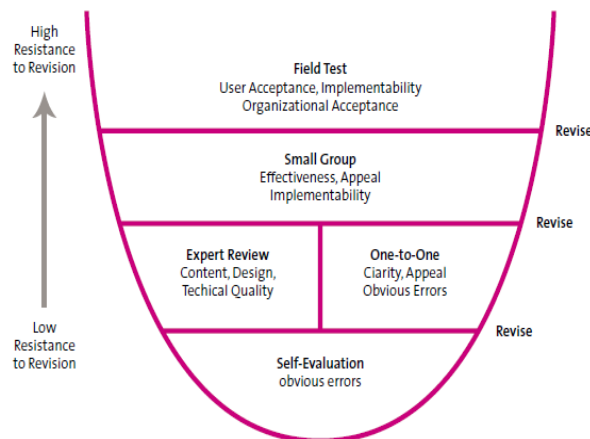 High
Resistance
to Revision
Field Test
User Acceptance, Implementability
Organizational Acceptance
Revise
Small Group
Effectiveness, Appeal
Implementability
Revise
Expert Review
Content, Design,
Techical Quality
One-to-One
Ciarity, Appeal
Obvious Errors
Low
Resistance
to Revision
Revise
Self-Evaluation
obvious errors